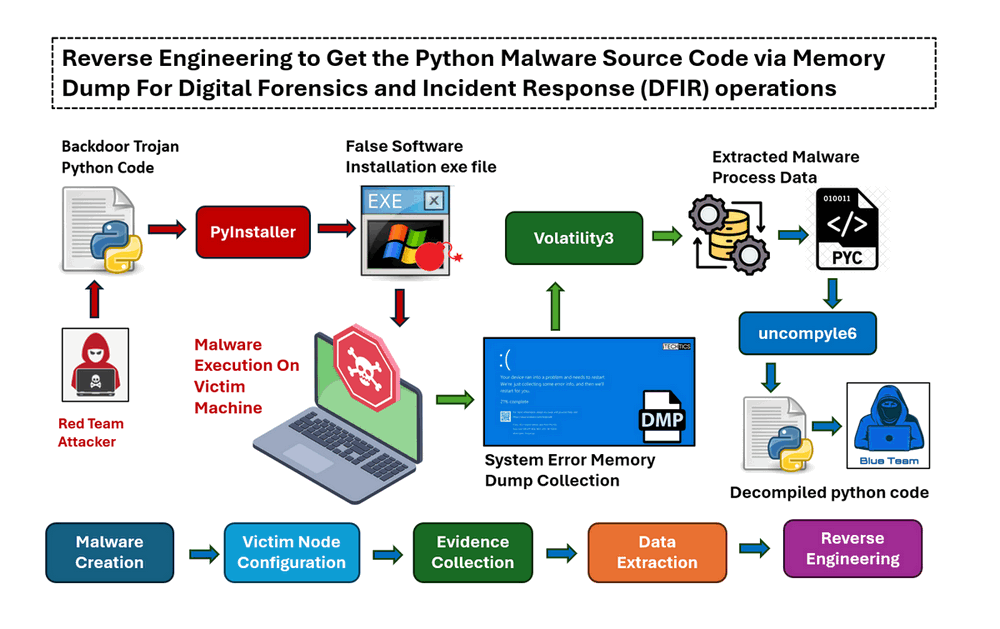 Reverse Engineering to Get the Python Malware Source Code via Memory
Dump For Digital Forensics and Incident Response (DFIR) operations
Backdoor Trojan
Python Code
False Software
Installation exe file
Extracted Malware
Process Data
EXE
PyInstaller
Volatility3
010011
</>
PYC
Red Team
Attacker
Malware
Execution On
Victim
Machine
:(
Your device ran into a problem and needs to restart.
We're just collecting some error info, and then we'll
restart for you.
21% complete
DMP
System Error Memory
Dump Collection
uncompyle6
Blue Team
Decompiled python code
Malware
Creation
Victim Node
Configuration
Evidence
Collection
Data
Extraction
Reverse
Engineering